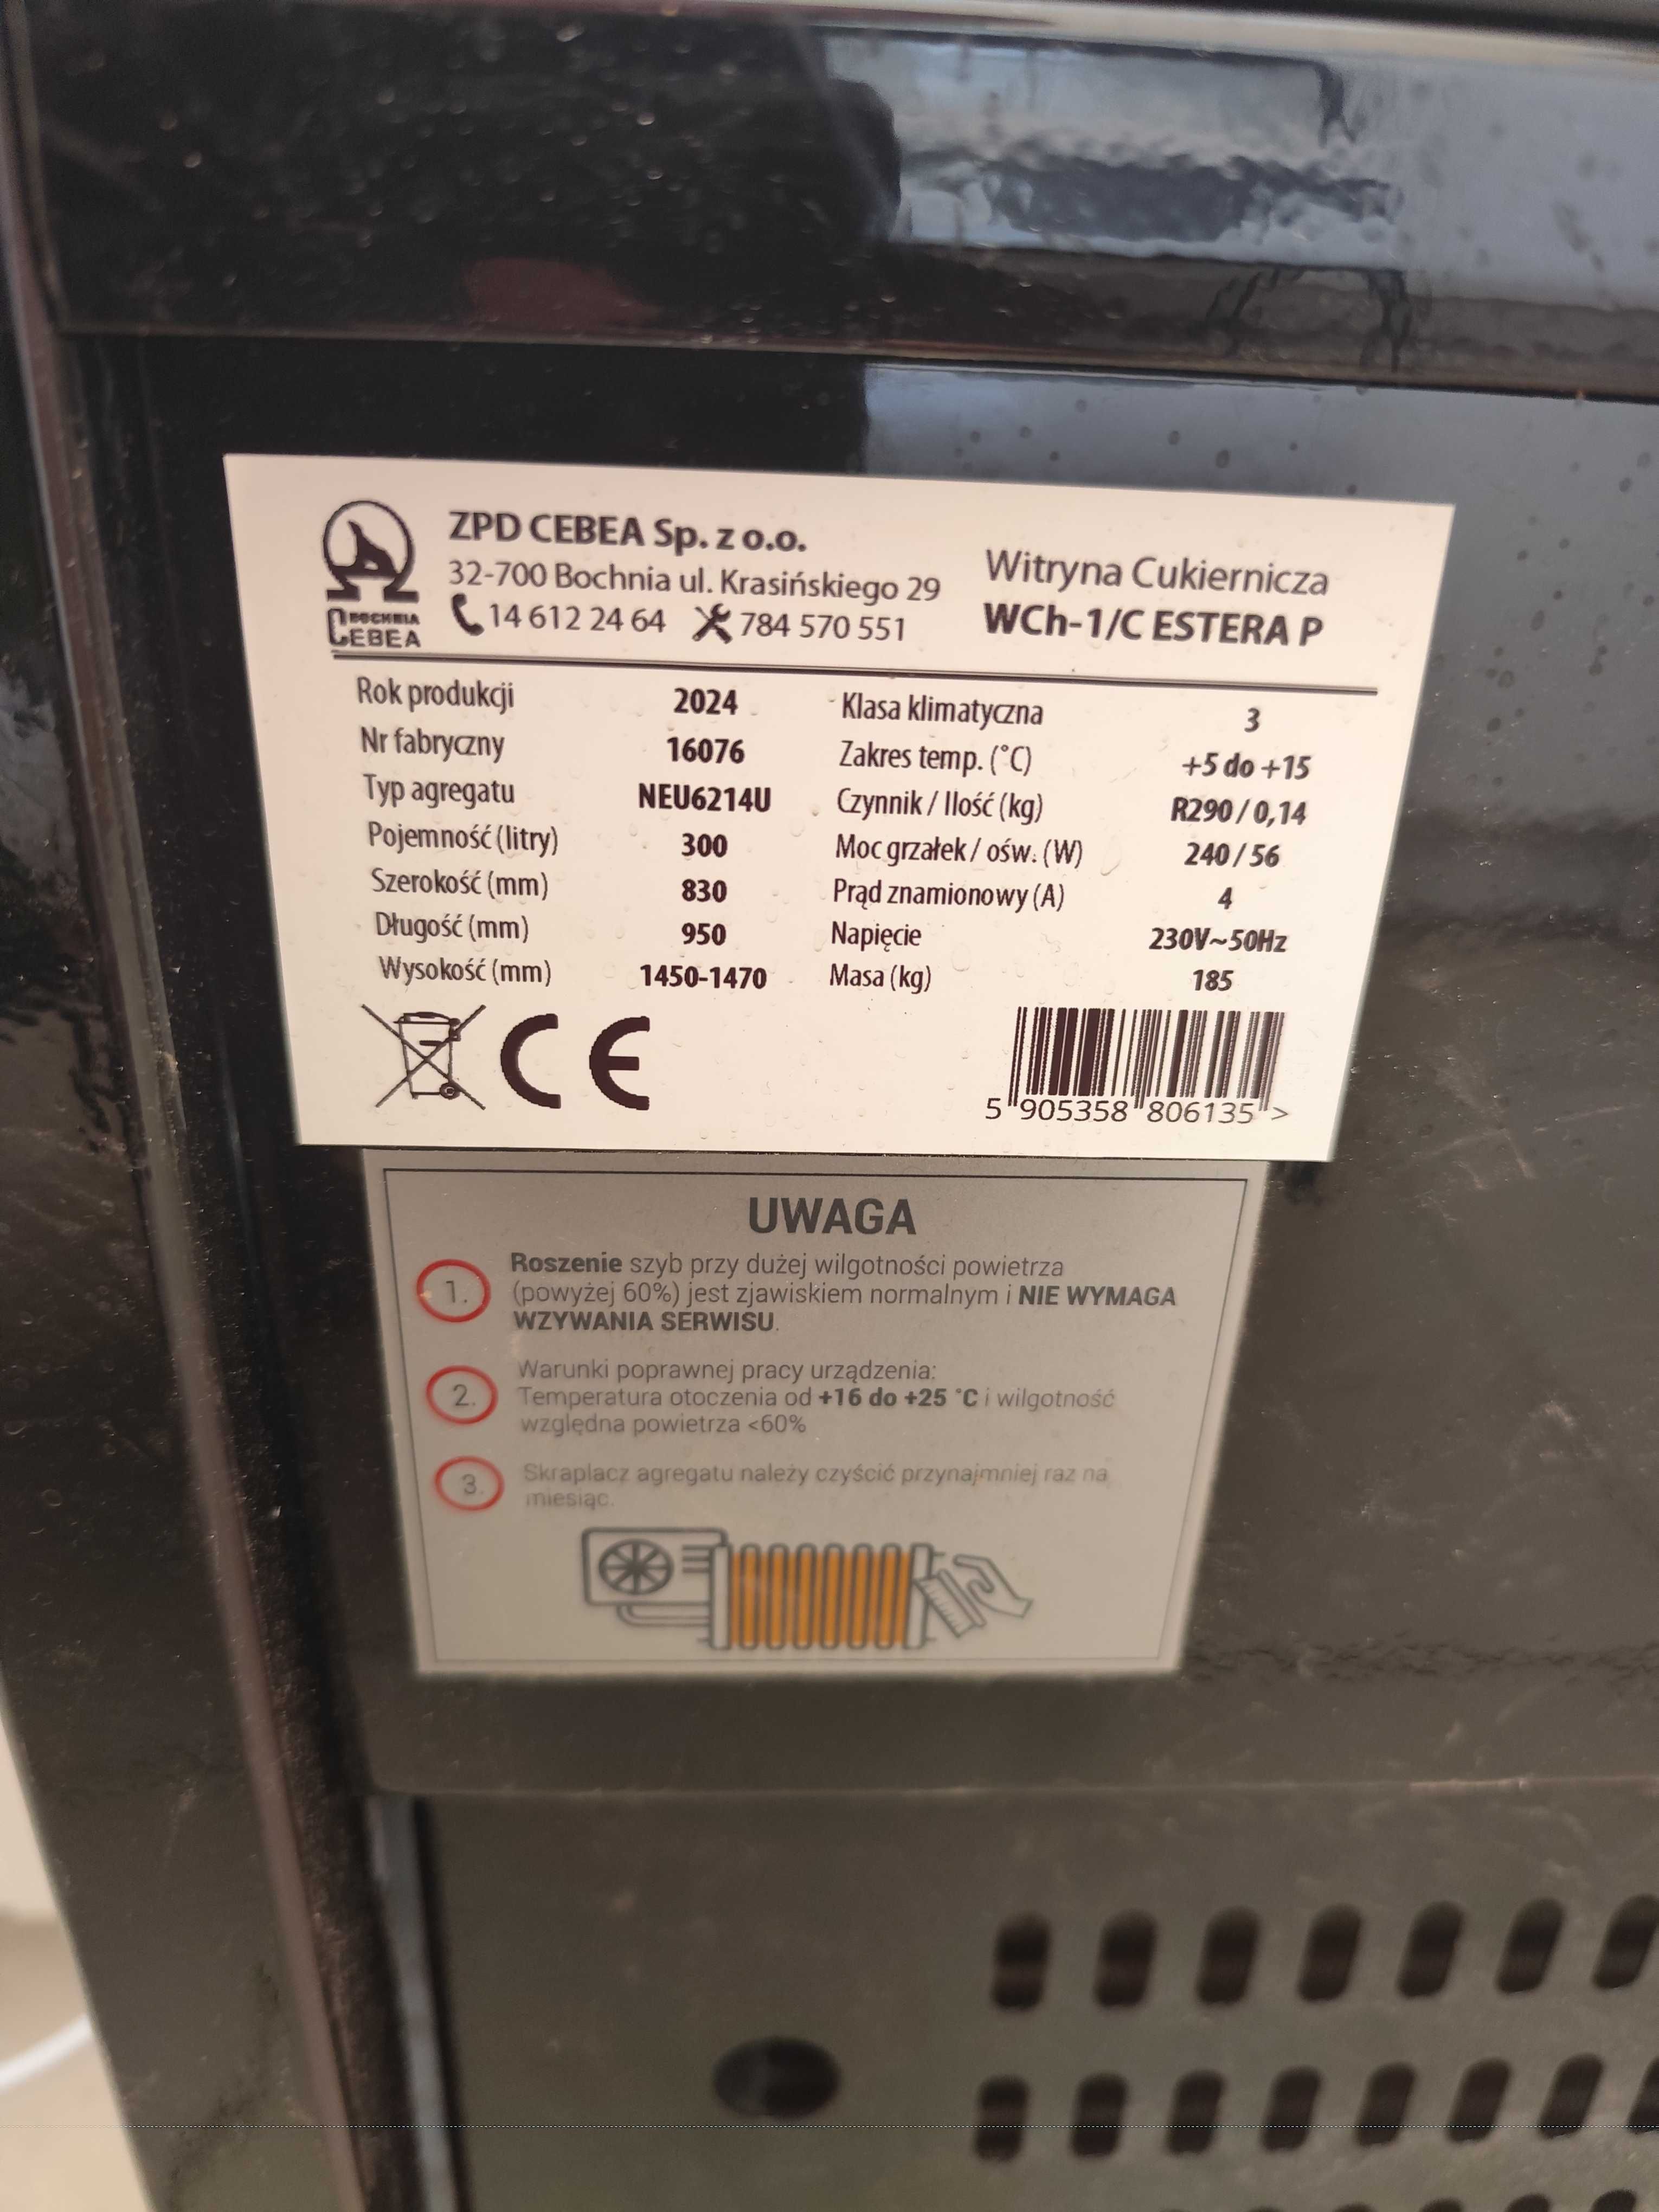 ZPD CEBEA Sp. z o.o.
32-700 Bochnia ul. Krasińskiego 29
14 612 22 64 784 570 551
BOCHNIA
CEBEA
Witryna Cukiernicza
WCh-1/C ESTERA P
Rok produkcji 2024
Nr fabryczny 16076
Typ agregatu NEU6214U
Pojemność (litry) 300
Szerokość (mm) 830
Długość (mm) 950
Wysokość (mm) 1450-1470
Klasa klimatyczna 3
Zakres temp. (°C) +5 do +15
Czynnik / Ilość (kg) R290 / 0,14
Moc grzałek / ośw. (W) 240 / 56
Prąd znamionowy (A) 4
Napięcie 230V~50Hz
Masa (kg) 185
CE
5 905358 806135 >
UWAGA
1. Roszenie szyb przy dużej wilgotności powietrza
(powyżej 60%) jest zjawiskiem normalnym i NIE WYMAGA
WZYWANIA SERWISU.
2. Warunki poprawnej pracy urządzenia:
Temperatura otoczenia od +16 do +25 °C i wilgotność
względna powietrza <60%
3. Skraplacz agregatu należy czyścić przynajmniej raz na
miesiąc.